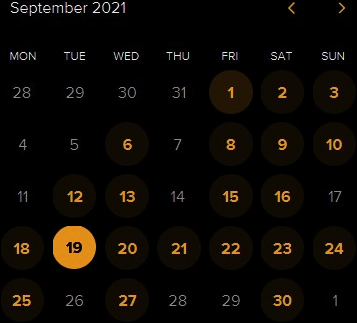 September 2021
MON TUE WED THU FRI SAT SUN
28 29 30 31 1 2 3
4 5 6 7 8 9 10
11 12 13 14 15 16 17
18 19 20 21 22 23 24
25 26 27 28 29 30 1